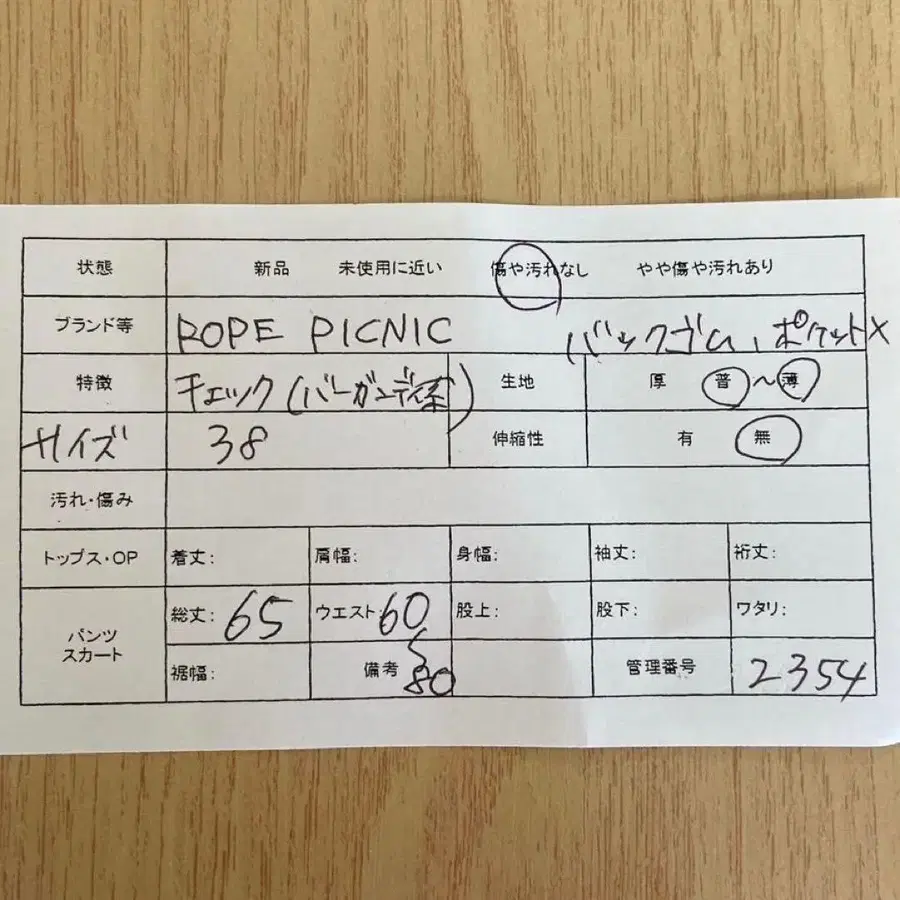 状態 新品 未使用に近い 傷や汚れなし やや傷や汚れあり
ブランド等 ROPE PICNIC バックゴム、ポケット×
特徴 チェック(バーガンディ系) 生地 厚 普～薄
サイズ 38 伸縮性 有 無
汚れ・傷み
トップス・OP 着丈: 肩幅: 身幅: 袖丈: 裄丈:
パンツ スカート 総丈: 65 ウエスト: 60～80 股上: 股下: ワタリ:
裾幅: 備考 管理番号 2354